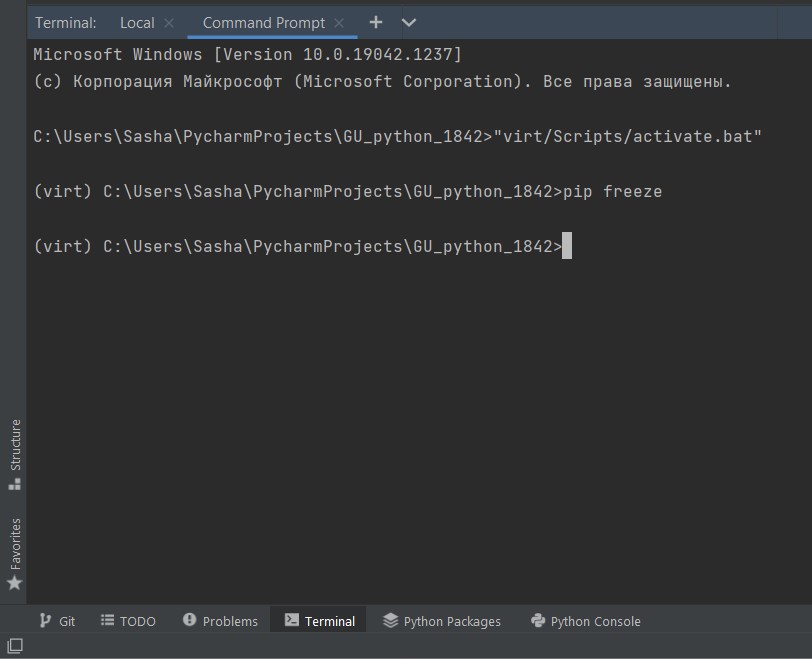 Terminal: Local Command Prompt
Microsoft Windows [Version 10.0.19042.1237]
(c) Корпорация Майкрософт (Microsoft Corporation). Все права защищены.
C:\Users\Sasha\PycharmProjects\GU_python_1842>"virt/Scripts/activate.bat"
(virt) C:\Users\Sasha\PycharmProjects\GU_python_1842>pip freeze
(virt) C:\Users\Sasha\PycharmProjects\GU_python_1842>
Structure
Favorites
Git TODO Problems Terminal Python Packages Python Console